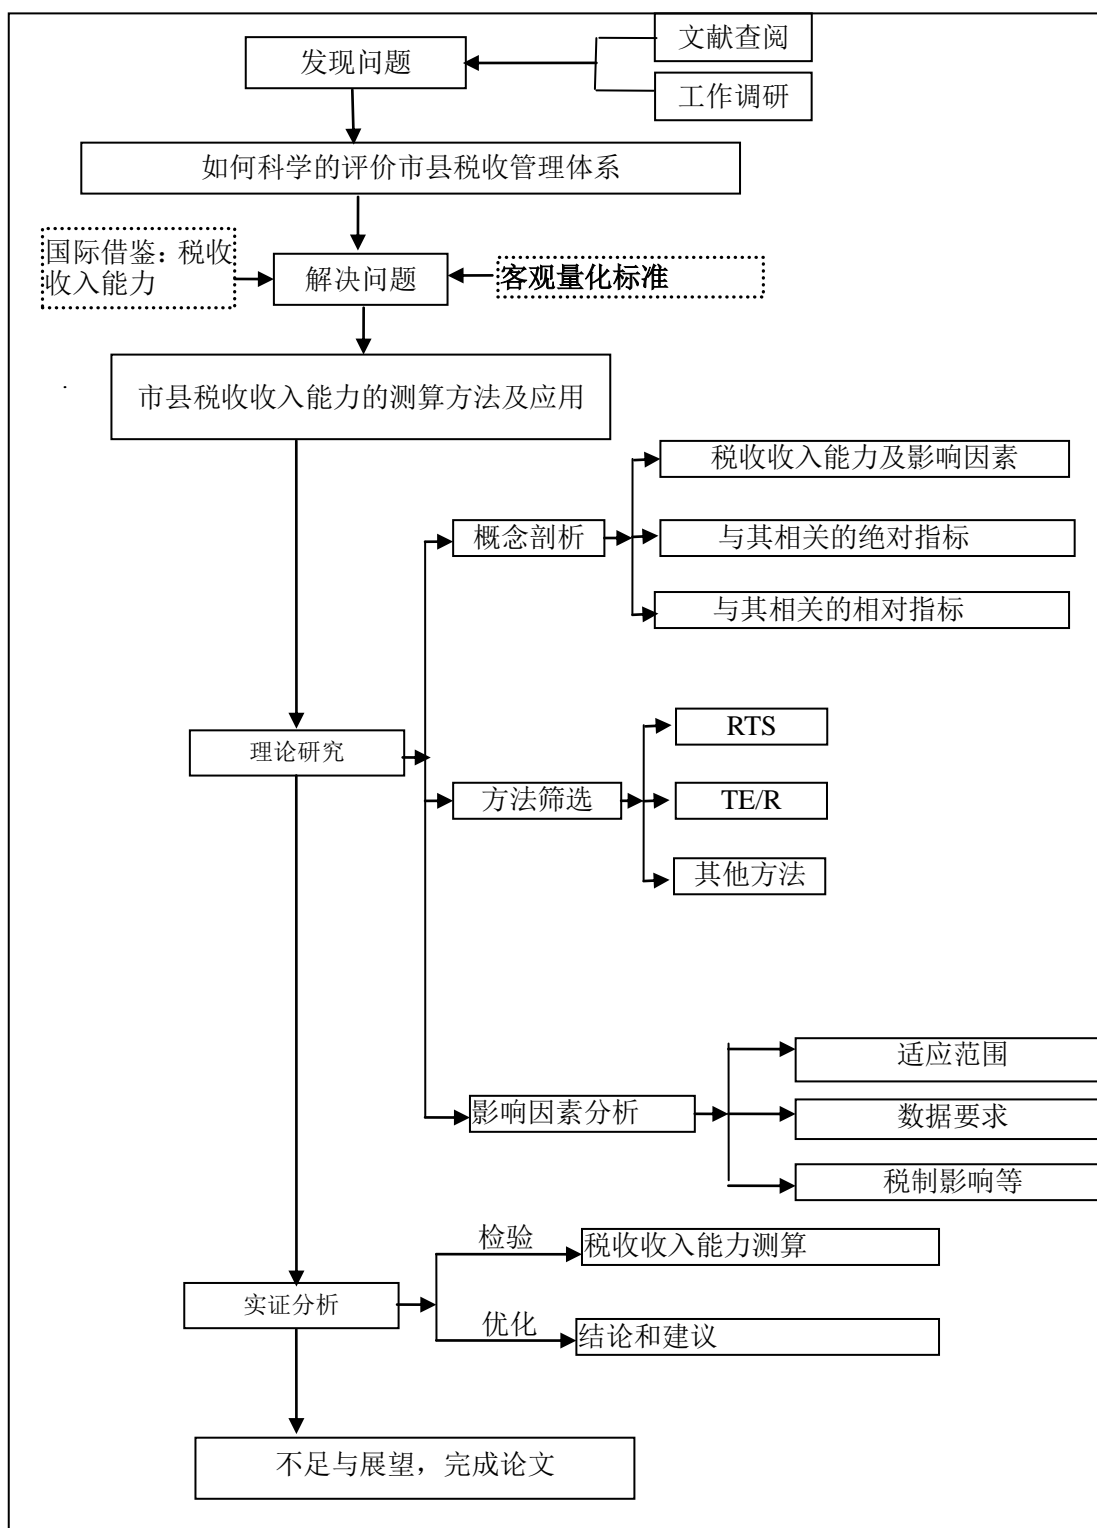 文献查阅
发现问题
工作调研
如何科学的评价市县税收管理体系
国际借鉴：税收
收入能力
解决问题
客观量化标准
市县税收收入能力的测算方法及应用
税收收入能力及影响因素
概念剖析
与其相关的绝对指标
与其相关的相对指标
RTS
理论研究
方法筛选
TE/R
其他方法
适应范围
影响因素分析
数据要求
税制影响等
检验
税收收入能力测算
实证分析
优化
结论和建议
不足与展望，完成论文